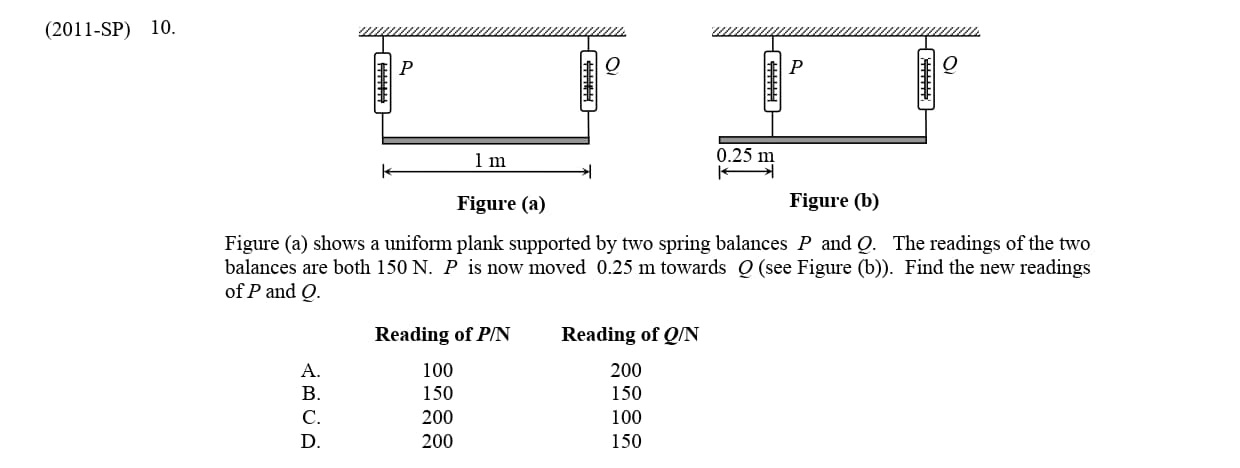 (2011-SP) 10.
P Q P Q
1 m 0.25 m
Figure (a) Figure (b)
Figure (a) shows a uniform plank supported by two spring balances P and Q. The readings of the two
balances are both 150 N. P is now moved 0.25 m towards Q (see Figure (b)). Find the new readings
of P and Q.
Reading of P/N Reading of Q/N
A. 100 200
B. 150 150
C. 200 100
D. 200 150